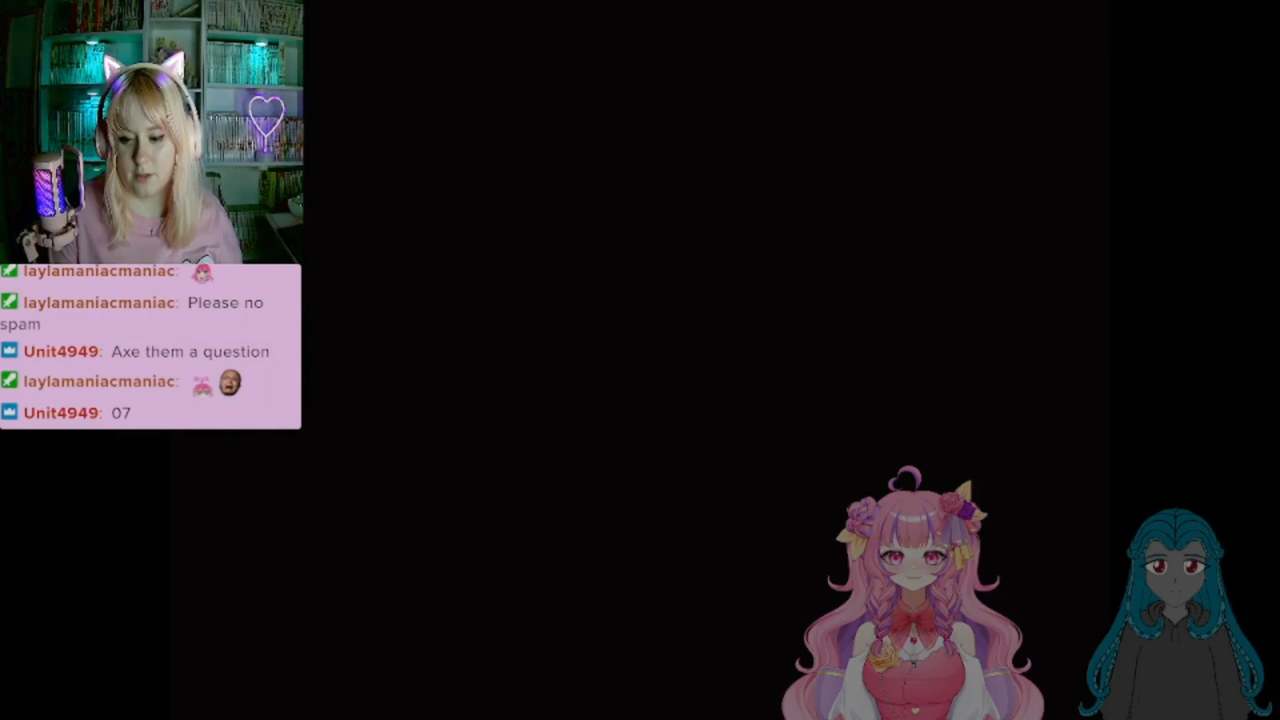 laylamaniacmaniac:
laylamaniacmaniac: Please no
spam
Unit4949: Axe them a question
laylamaniacmaniac:
Unit4949: 07